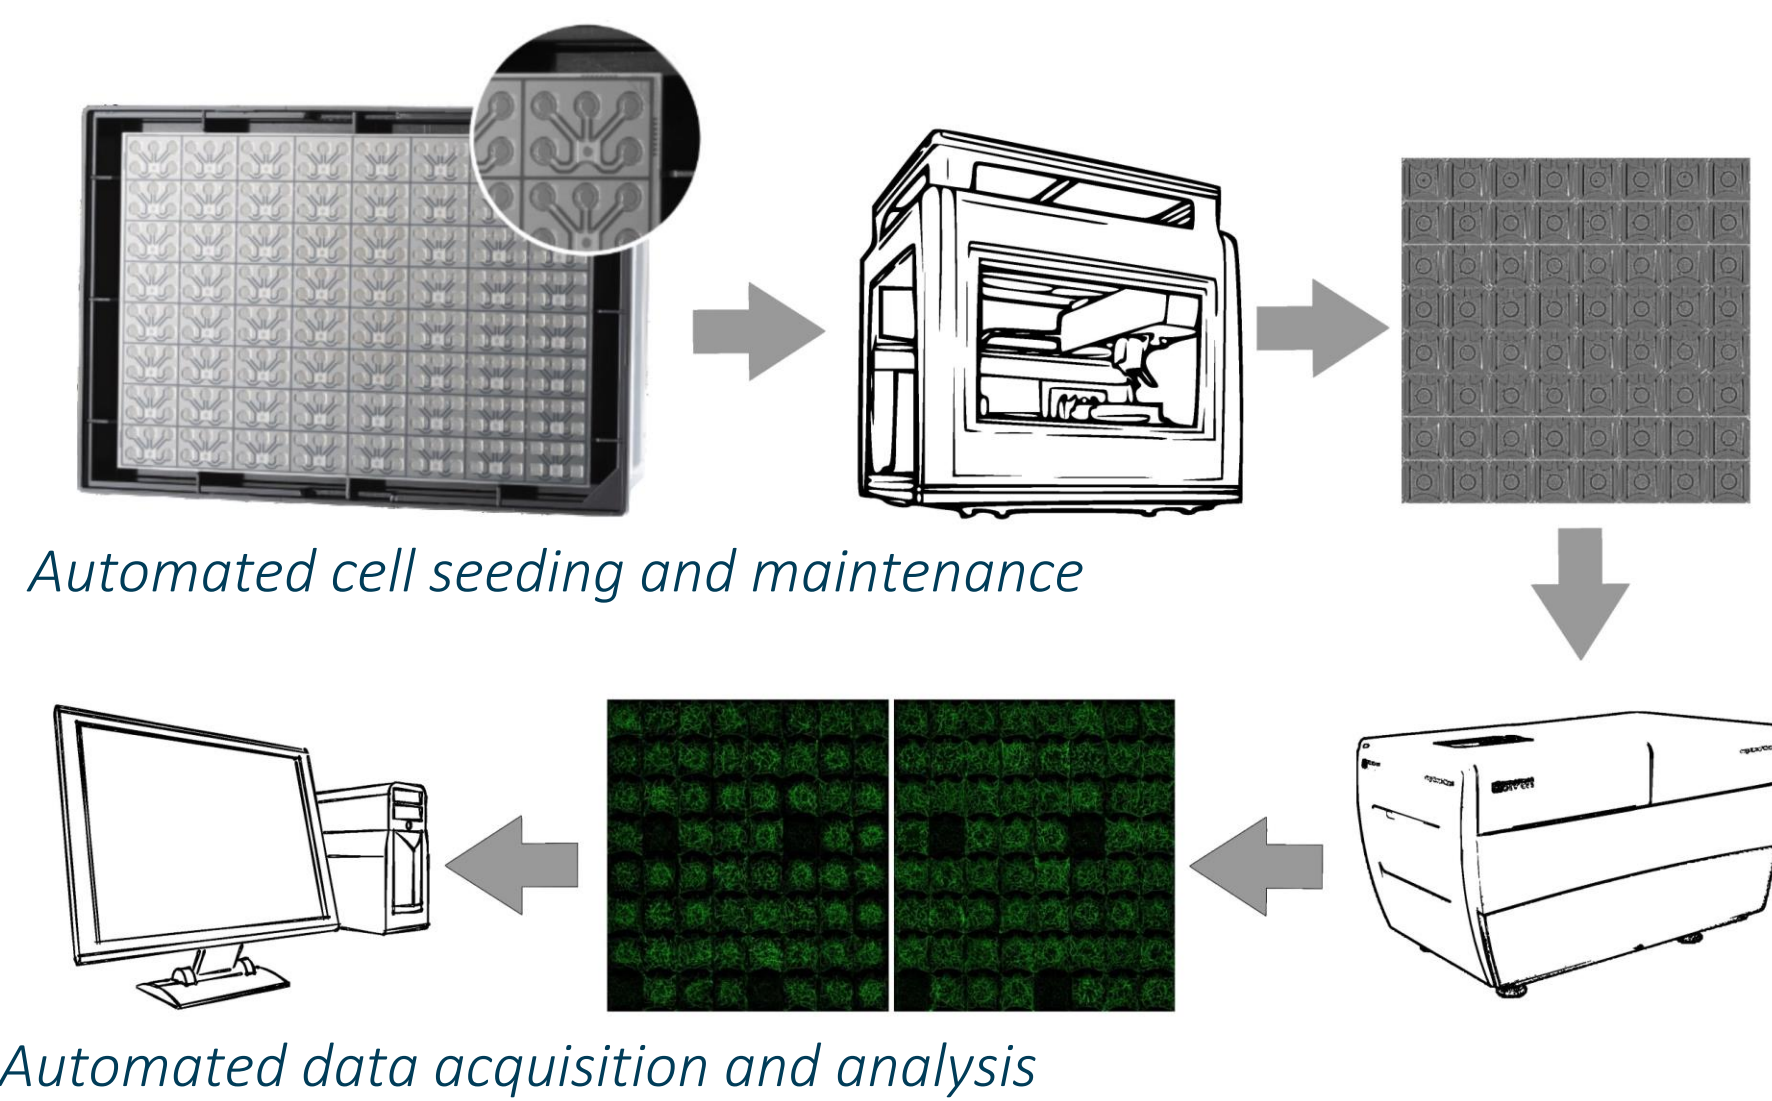 Automated cell seeding and maintenance
Automated data acquisition and analysis